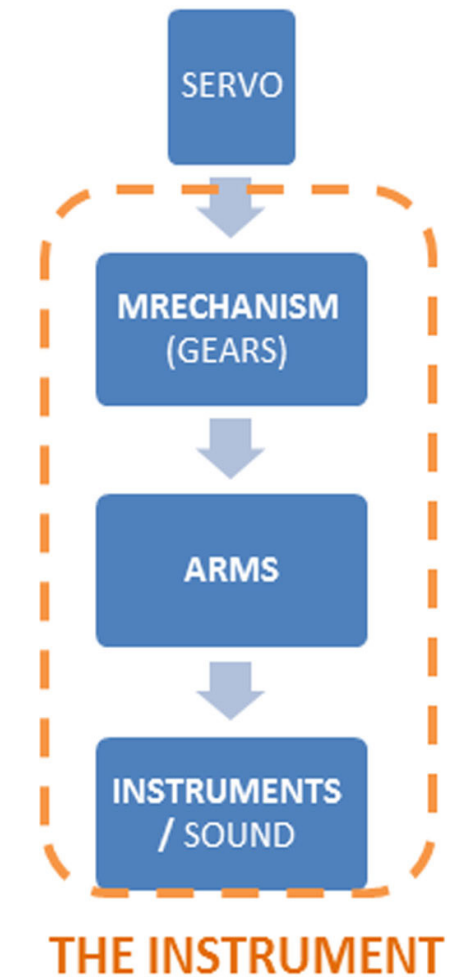 SERVO
MRECHANISM
(GEARS)
ARMS
INSTRUMENTS
/ SOUND
THE INSTRUMENT